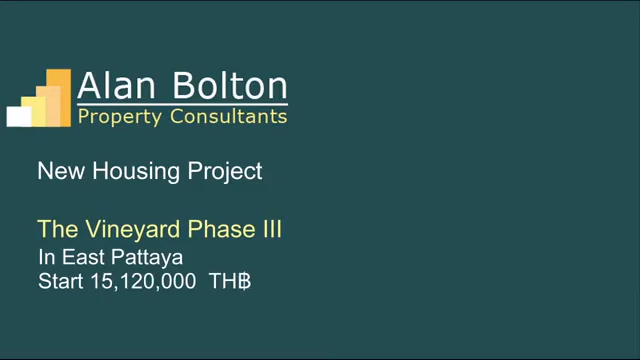 Alan Bolton
Property Consultants
New Housing Project
The Vineyard Phase III
In East Pattaya
Start 15,120,000 TH฿